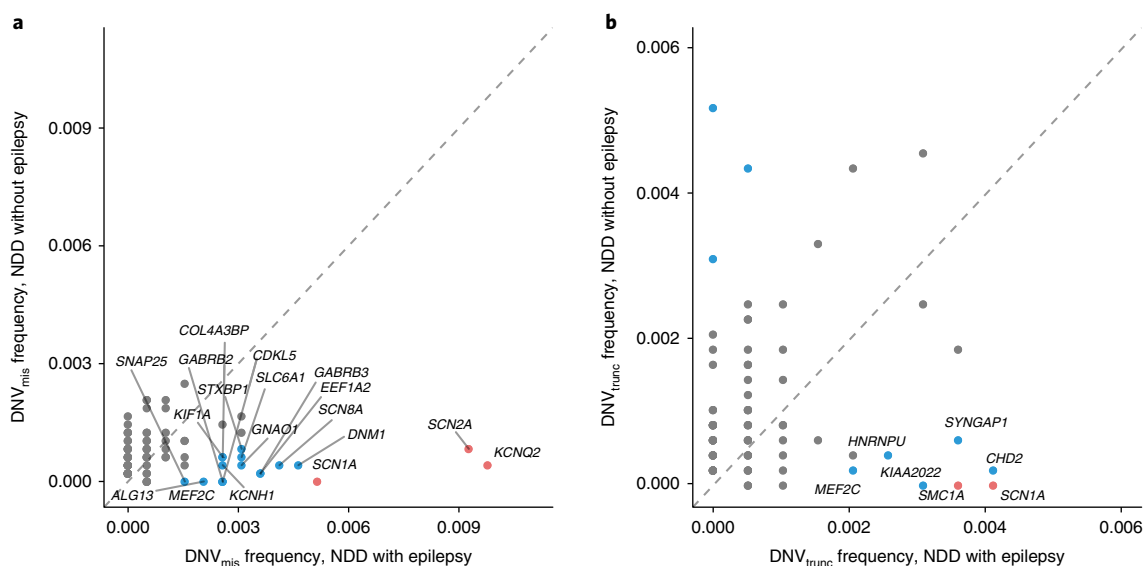 a
DNVmis frequency, NDD without epilepsy
0.009
0.006
0.003
0.000
COL4A3BP
SNAP25
GABRB2
CDKL5
STXBP1
SLC6A1
GABRB3
EEF1A2
KIF1A
SCN8A
GNAO1
DNM1
SCN2A
KCNQ2
SCN1A
ALG13
MEF2C
KCNH1
0.000
0.003
0.006
0.009
DNVmis frequency, NDD with epilepsy
b
DNVtrunc frequency, NDD without epilepsy
0.006
0.004
0.002
0.000
SYNGAP1
HNRNPU
KIAA2022
CHD2
MEF2C
SMC1A
SCN1A
0.000
0.002
0.004
0.006
DNVtrunc frequency, NDD with epilepsy